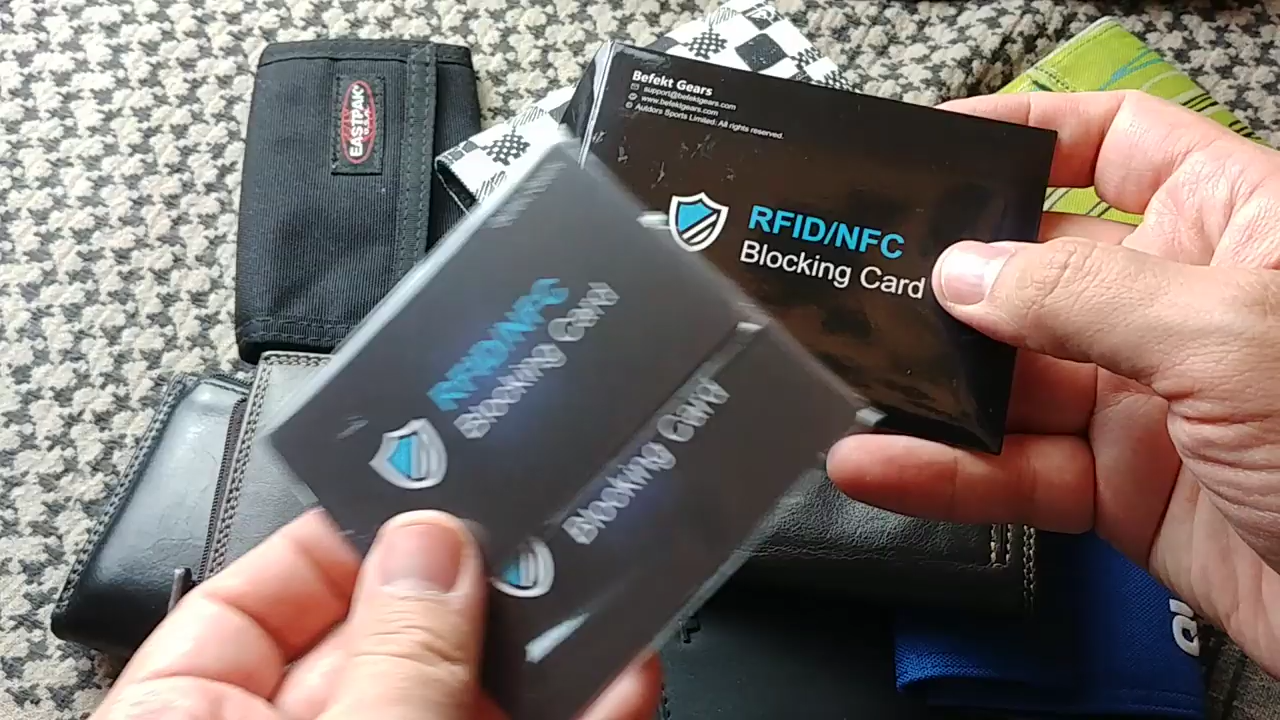 EASTPAK
U.S.A.
Befekt Gears
support@befektgears.com
www.befektgears.com
© Autdors Sports Limited. All rights reserved.
RFID/NFC
Blocking Card
RFID/NFC
Blocking Card
Blocking Card